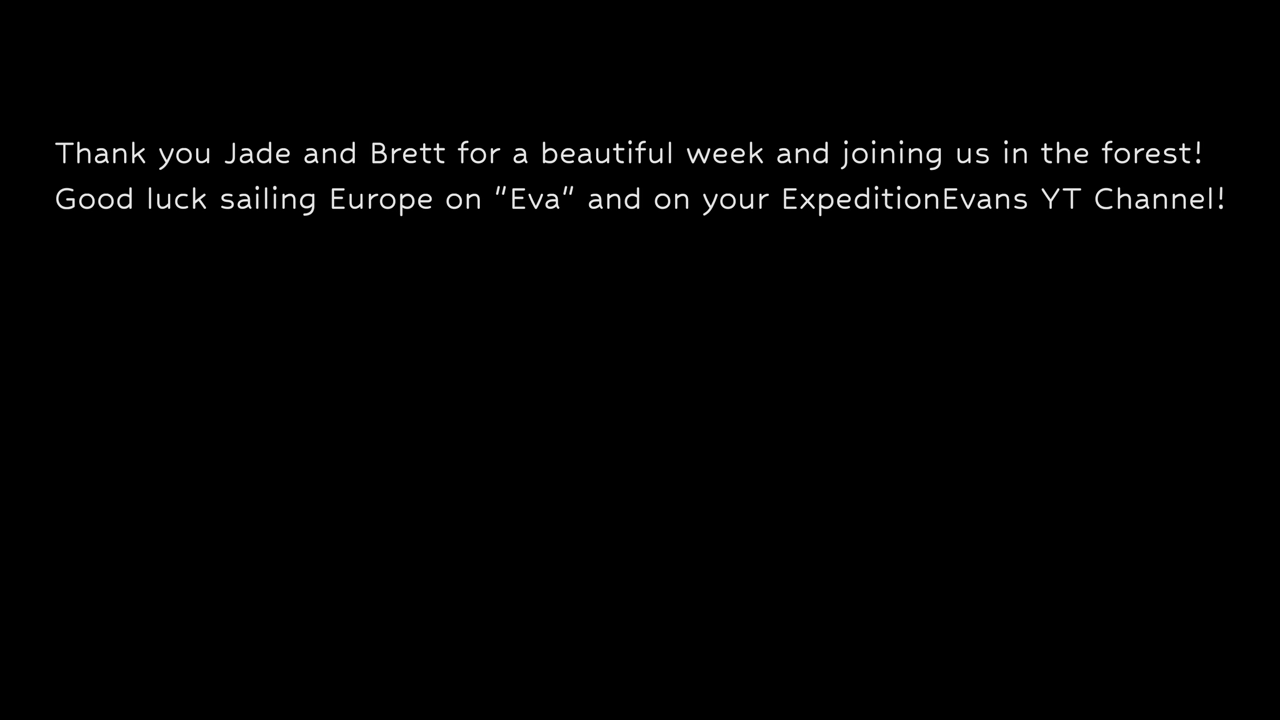 Thank you Jade and Brett for a beautiful week and joining us in the forest!
Good luck sailing Europe on "Eva" and on your ExpeditionEvans YT Channel!